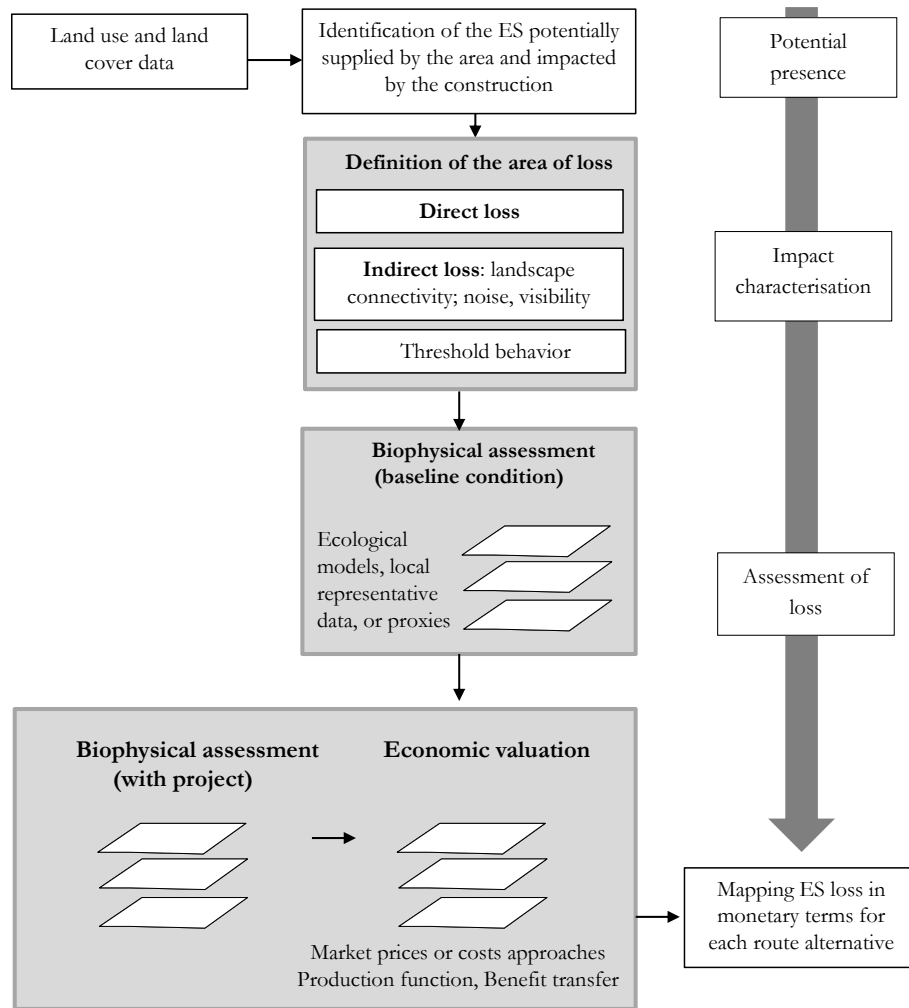 Land use and land
cover data
Identification of the ES potentially
supplied by the area and impacted
by the construction
Potential
presence
Definition of the area of loss
Direct loss
Indirect loss: landscape
connectivity; noise, visibility
Threshold behavior
Impact
characterisation
Biophysical assessment
(baseline condition)
Ecological
models, local
representative
data, or proxies
Assessment of
loss
Biophysical assessment
(with project)
Economic valuation
Market prices or costs approaches
Production function, Benefit transfer
Mapping ES loss in
monetary terms for
each route alternative